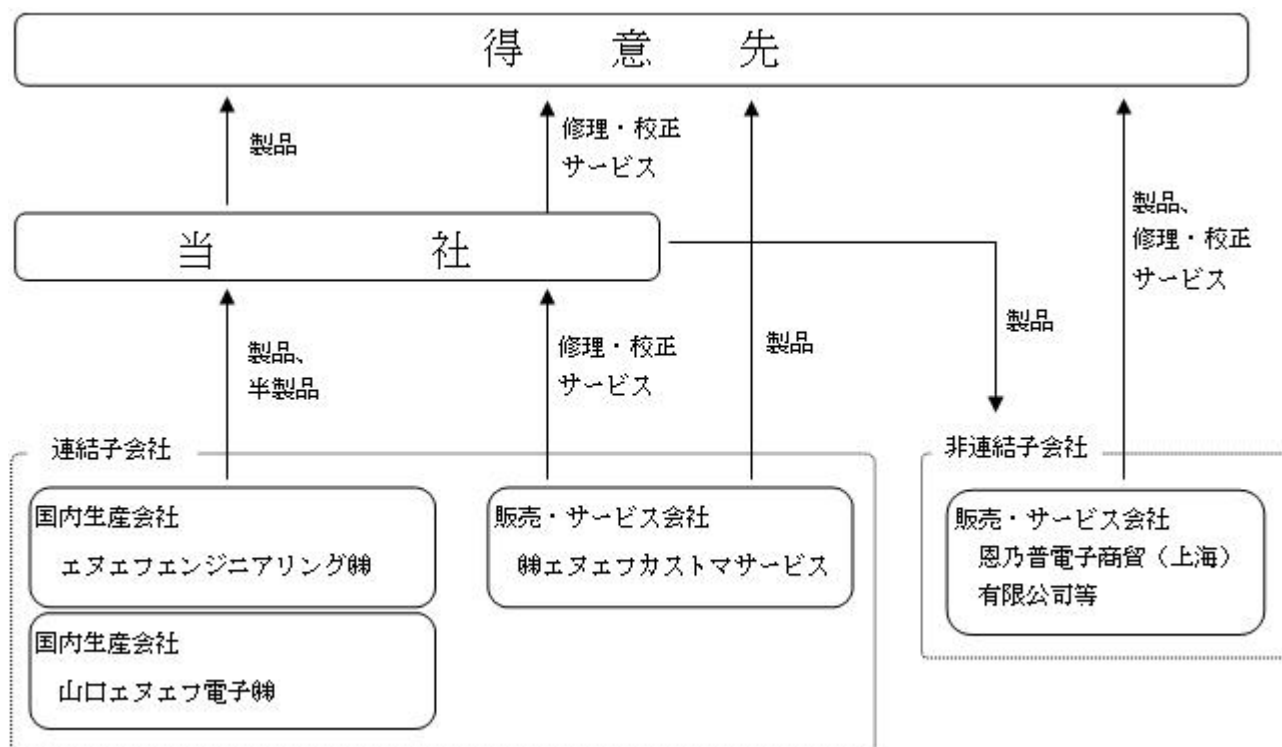 得意先
製品
修理・校正
サービス
製品、
修理・校正
サービス
当社
製品、
半製品
修理・校正
サービス
製品
製品
連結子会社
非連結子会社
国内生産会社
エヌエフエンジニアリング㈱
販売・サービス会社
㈱エヌエフカストマサービス
販売・サービス会社
恩乃普電子商貿（上海）
有限公司等
国内生産会社
山口エヌエフ電子㈱